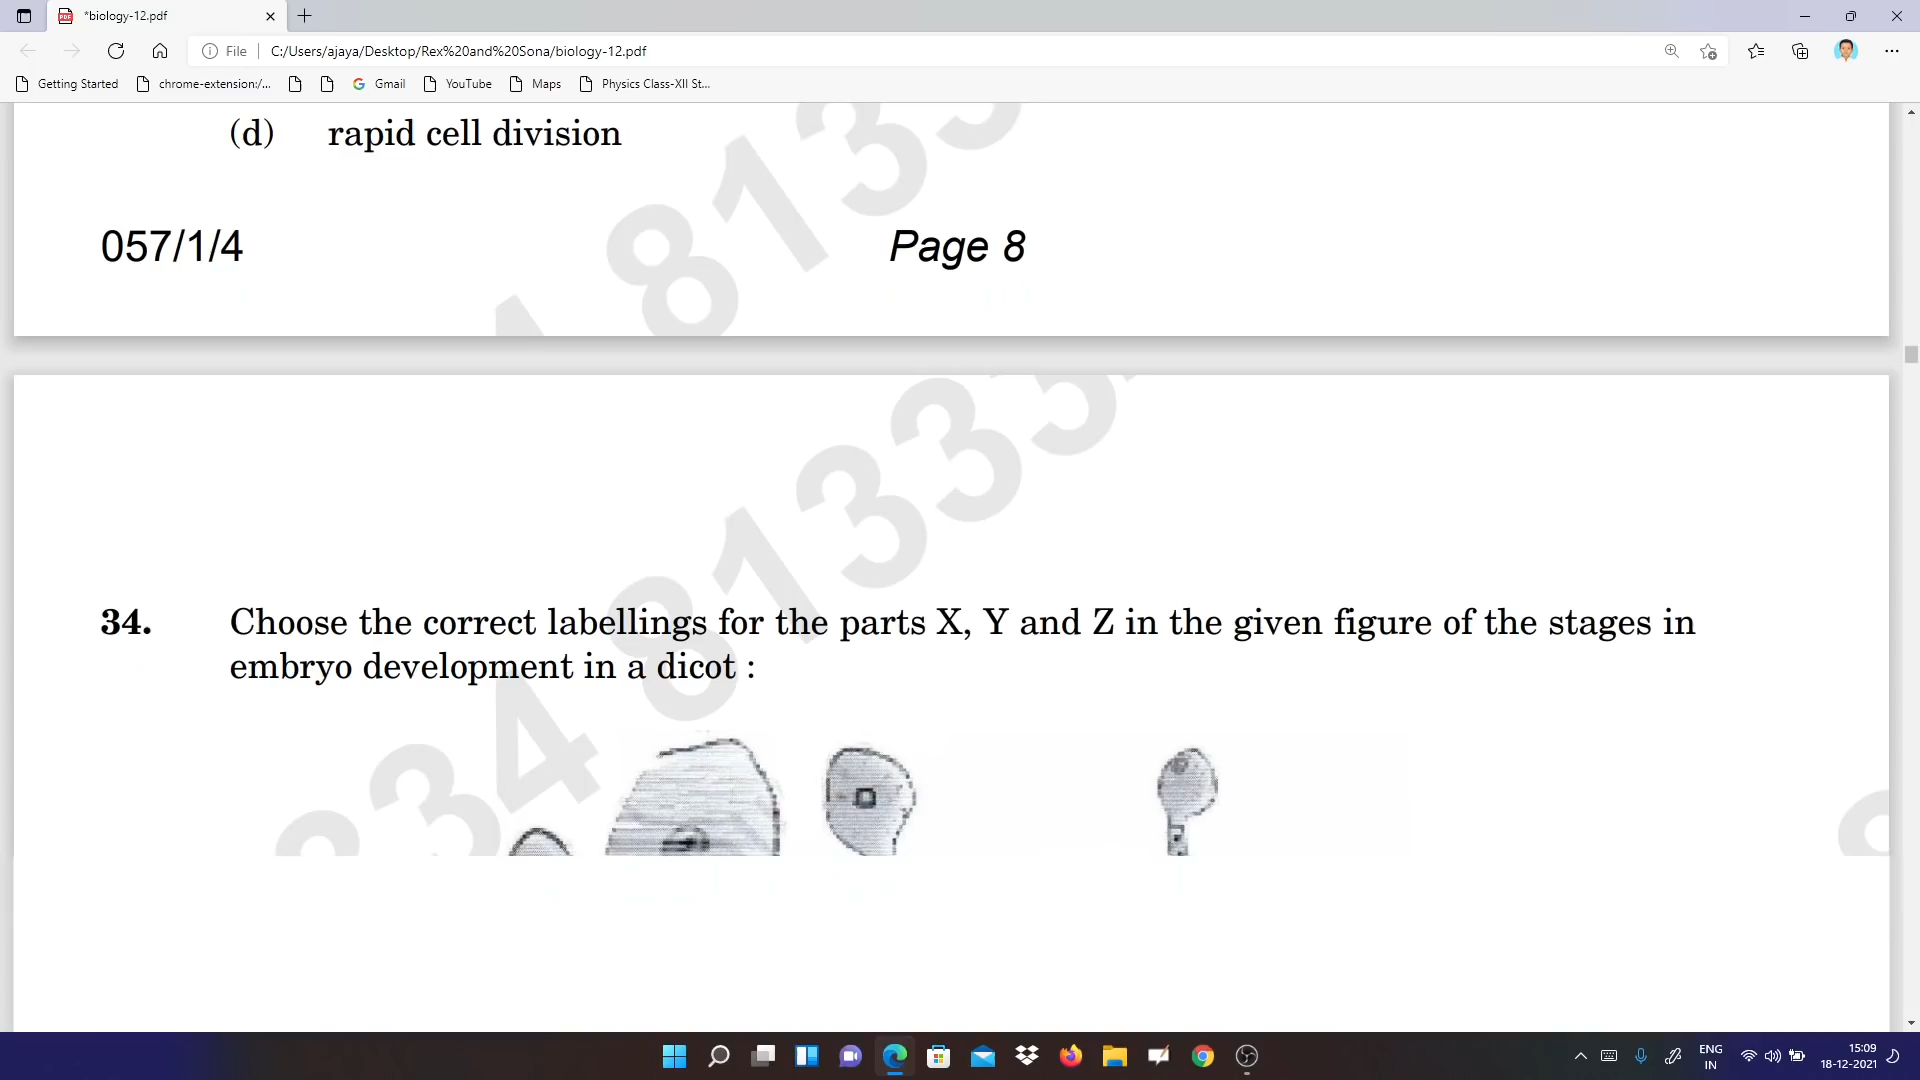 *biology-12.pdf
File C:/Users/ajaya/Desktop/Rex%20and%20Sona/biology-12.pdf
Getting Started chrome-extension:/... Gmail YouTube Maps Physics Class-XII St...
(d) rapid cell division
8133
057/1/4 Page 8
34. Choose the correct labellings for the parts X, Y and Z in the given figure of the stages in
embryo development in a dicot :
334 8133
ENG 15:09
IN 18-12-2021